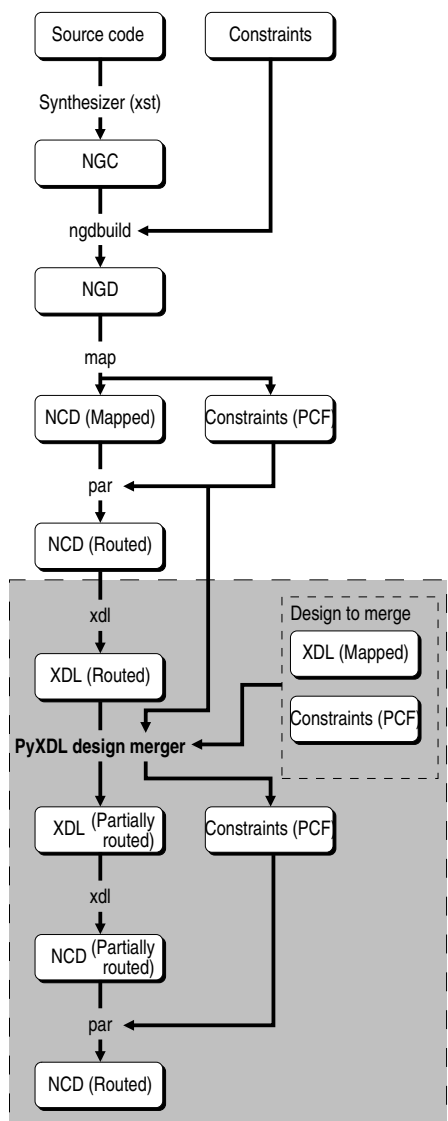 Source code
Constraints
Synthesizer (xst)
NGC
ngdbuild
NGD
map
NCD (Mapped)
Constraints (PCF)
par
NCD (Routed)
xdl
Design to merge
XDL (Mapped)
XDL (Routed)
Constraints (PCF)
PyXDL design merger
XDL (Partially
routed)
Constraints (PCF)
xdl
NCD (Partially
routed)
par
NCD (Routed)